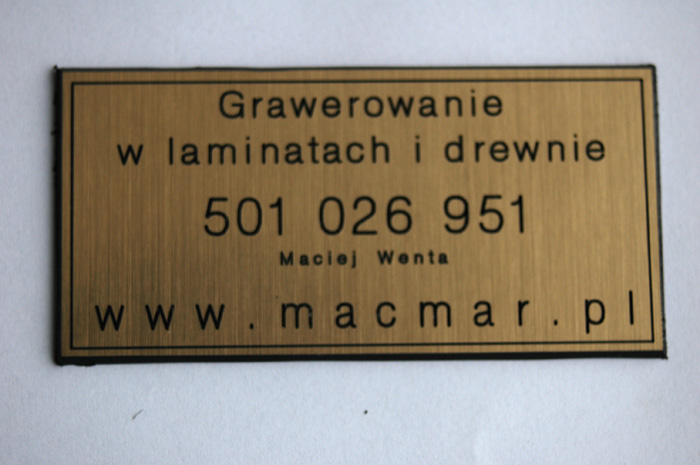 Grawerowanie
w laminatach i drewnie
501 026 951
Maciej Wenta
www.macmar.pl